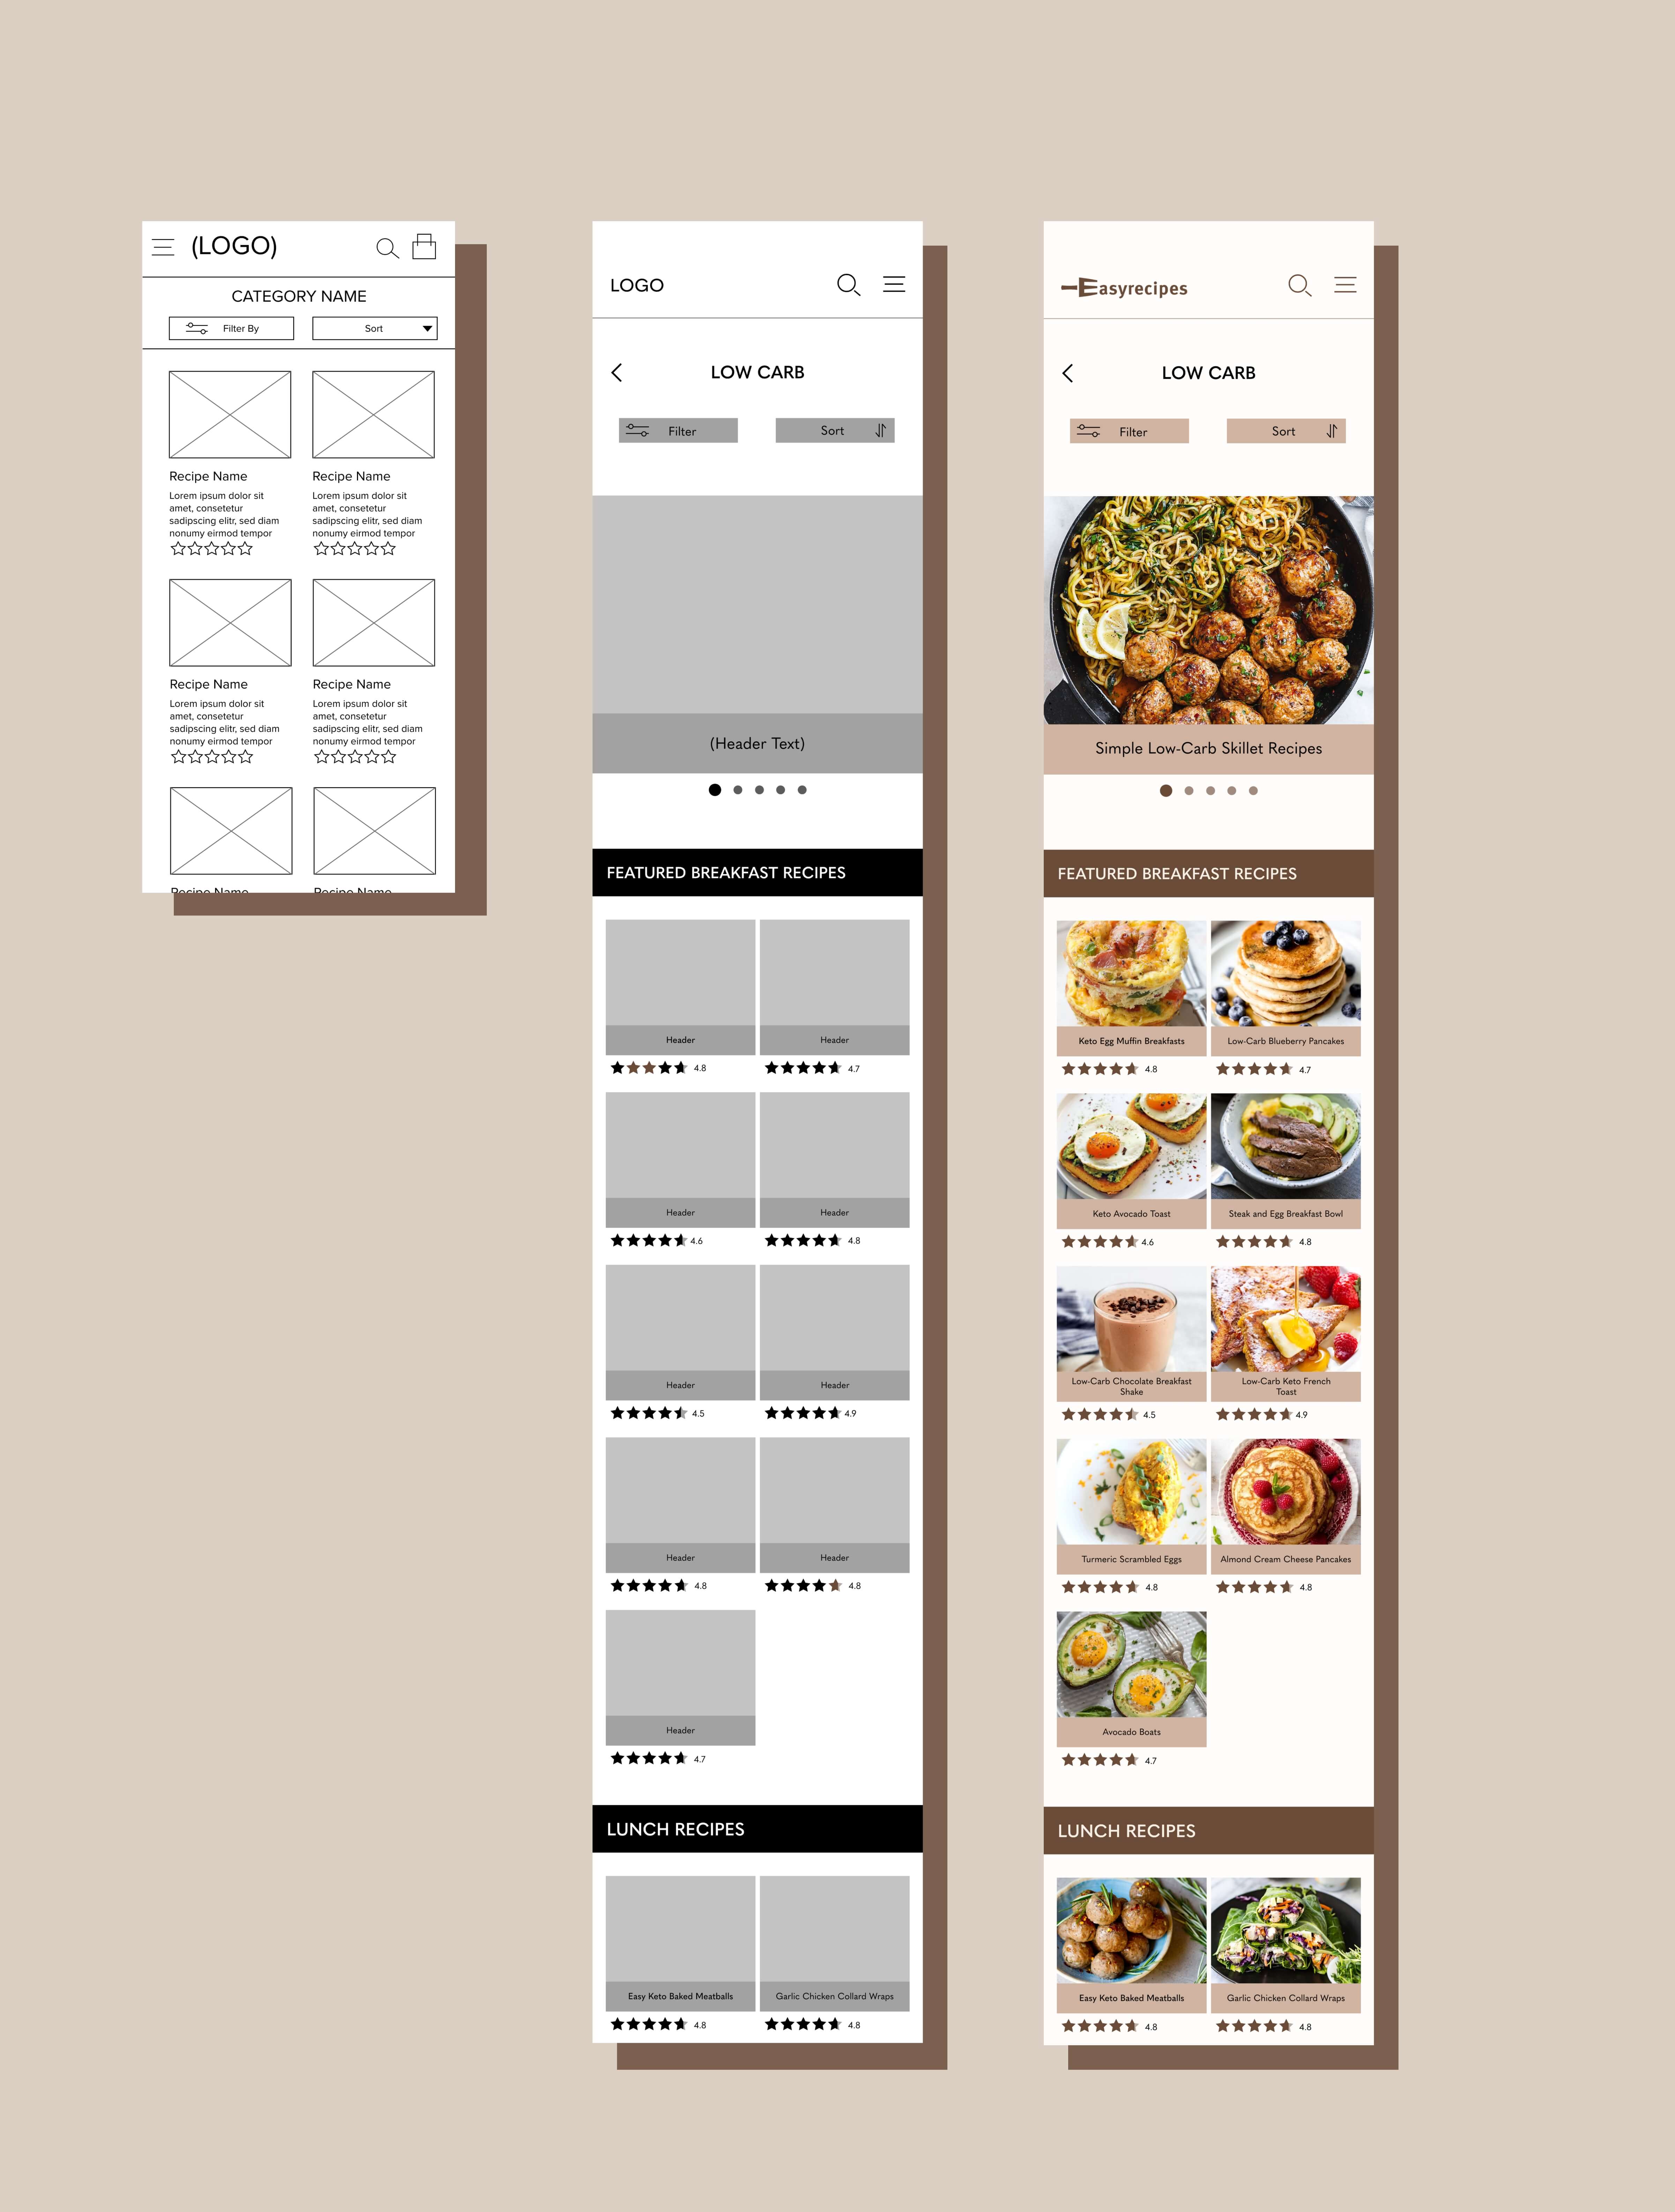 (LOGO)
CATEGORY NAME
Filter By
Sort
Recipe Name
Lorem ipsum dolor sit
amet, consetetur
sadipscing elitr, sed diam
nonumy eirmod tempor
Recipe Name
Lorem ipsum dolor sit
amet, consetetur
sadipscing elitr, sed diam
nonumy eirmod tempor
Recipe Name
Lorem ipsum dolor sit
amet, consetetur
sadipscing elitr, sed diam
nonumy eirmod tempor
Recipe Name
Lorem ipsum dolor sit
amet, consetetur
sadipscing elitr, sed diam
nonumy eirmod tempor
Recipe Name
Recipe Name
LOGO
LOW CARB
Filter
Sort
(Header Text)
FEATURED BREAKFAST RECIPES
Header
4.8
Header
4.7
Header
4.6
Header
4.8
Header
4.5
Header
4.9
Header
4.8
Header
4.8
Header
4.7
LUNCH RECIPES
Easy Keto Baked Meatballs
4.8
Garlic Chicken Collard Wraps
4.8
Easyrecipes
LOW CARB
Filter
Sort
Simple Low-Carb Skillet Recipes
FEATURED BREAKFAST RECIPES
Keto Egg Muffin Breakfasts
4.8
Low-Carb Blueberry Pancakes
4.7
Keto Avocado Toast
4.6
Steak and Egg Breakfast Bowl
4.8
Low-Carb Chocolate Breakfast
Shake
4.5
Low-Carb Keto French
Toast
4.9
Turmeric Scrambled Eggs
4.8
Almond Cream Cheese Pancakes
4.8
Avocado Boats
4.7
LUNCH RECIPES
Easy Keto Baked Meatballs
4.8
Garlic Chicken Collard Wraps
4.8